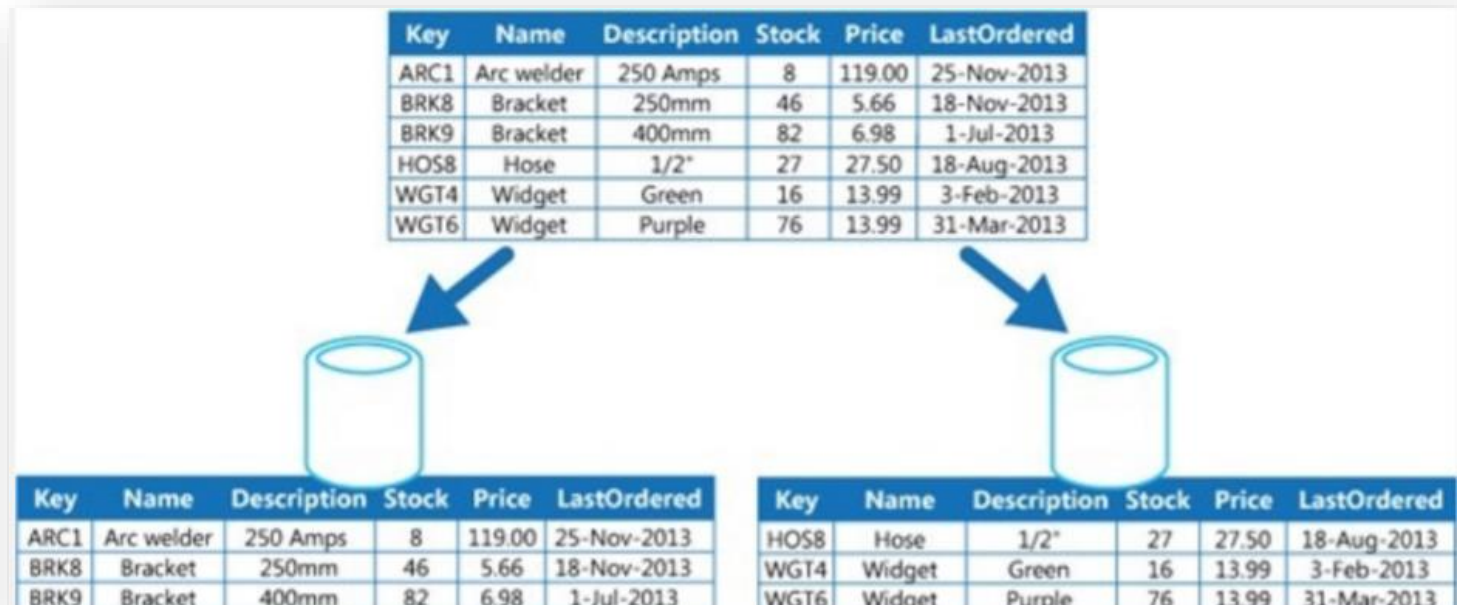 Key Name Description Stock Price LastOrdered
ARC1 Arc welder 250 Amps 8 119.00 25-Nov-2013
BRK8 Bracket 250mm 46 5.66 18-Nov-2013
BRK9 Bracket 400mm 82 6.98 1-Jul-2013
HOS8 Hose 1/2" 27 27.50 18-Aug-2013
WGT4 Widget Green 16 13.99 3-Feb-2013
WGT6 Widget Purple 76 13.99 31-Mar-2013
Key Name Description Stock Price LastOrdered
ARC1 Arc welder 250 Amps 8 119.00 25-Nov-2013
BRK8 Bracket 250mm 46 5.66 18-Nov-2013
BRK9 Bracket 400mm 82 6.98 1-Jul-2013
Key Name Description Stock Price LastOrdered
HOS8 Hose 1/2" 27 27.50 18-Aug-2013
WGT4 Widget Green 16 13.99 3-Feb-2013
WGT6 Widget Purple 76 13.99 31-Mar-2013